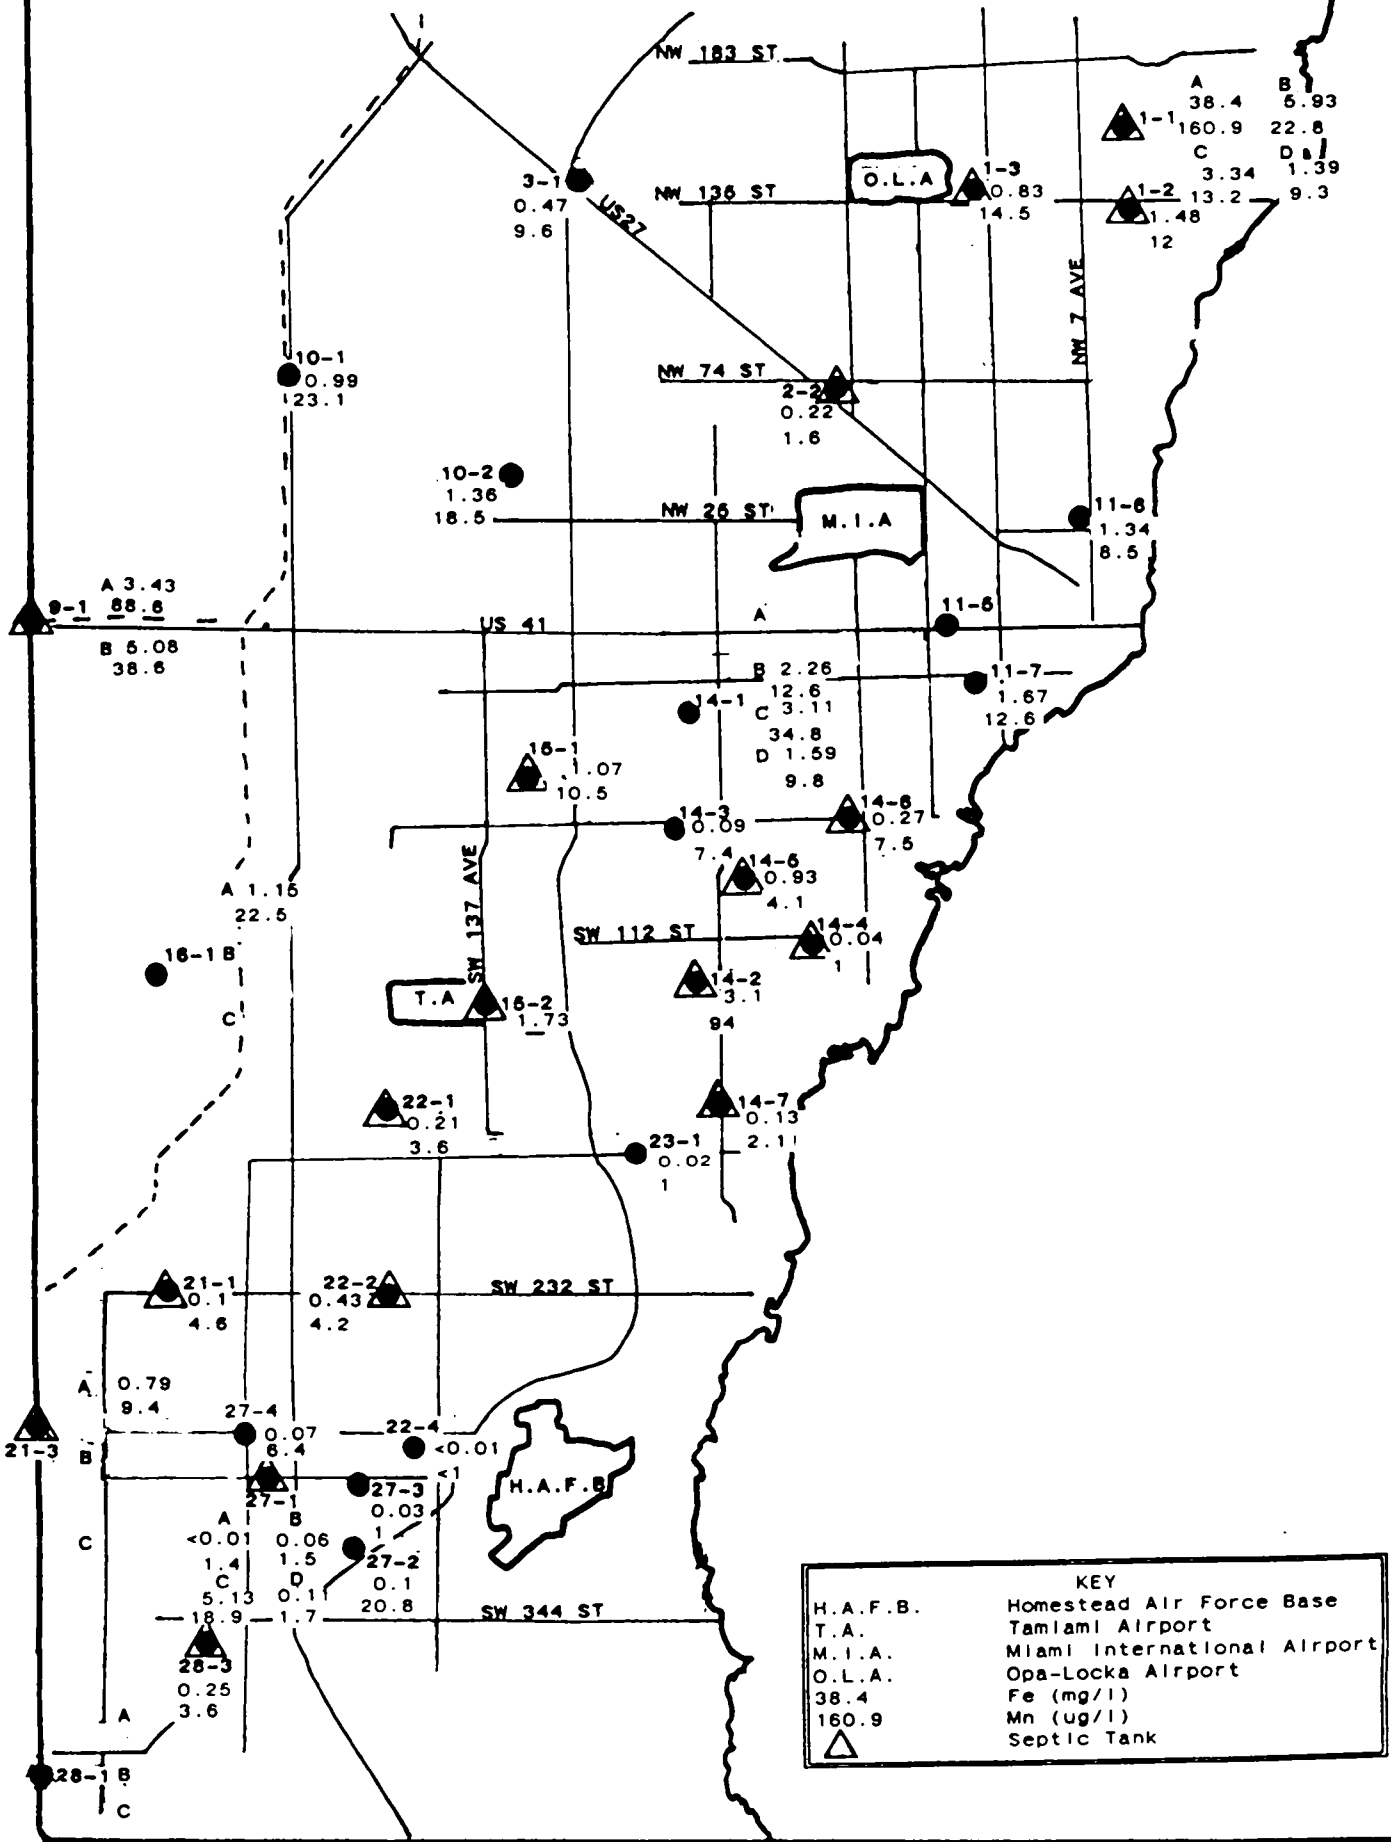 NW 183 ST
A
38.4
160.9
B
5.93
22.8
C
3.34
13.2
D
1.39
9.3
1-1
3-1
0.47
9.6
US27
NW 135 ST
O.L.A
1-3
0.83
14.5
1-2
1.48
12
NW 7 AVE
10-1
0.99
23.1
NW 74 ST
2-2
0.22
1.6
10-2
1.36
18.5
NW 25 ST
M.I.A
11-6
1.34
8.5
A 3.43
9-1 88.6
B 5.08
38.6
US 41
A
11-5
B 2.26
12.6
C 3.11
34.8
D 1.59
9.8
11-7
1.67
12.6
14-1
15-1
1.07
10.5
14-3
0.09
7.4
14-6
0.27
7.5
14-5
0.93
4.1
SW 137 AVE
A 1.15
22.5
16-1 B
C
SW 112 ST
14-4
0.04
1
14-2
3.1
94
T.A
15-2
1.73
22-1
0.21
3.6
14-7
0.13
2.1
23-1
0.02
1
21-1
0.1
4.6
22-2
0.43
4.2
SW 232 ST
A 0.79
9.4
21-3
B
C
27-4
0.07
6.4
22-4
<0.01
<1
H.A.F.B
27-1
27-3
0.03
1
A
<0.01
1.4
B
0.06
1.5
C
5.13
18.9
D
0.11
1.7
27-2
0.1
20.8
SW 344 ST
28-3
0.25
3.6
A
28-1 B
C
KEY
H.A.F.B. Homestead Air Force Base
T.A. Tamiami Airport
M.I.A. Miami International Airport
O.L.A. Opa-Locka Airport
38.4 Fe (mg/l)
160.9 Mn (ug/l)
Septic Tank